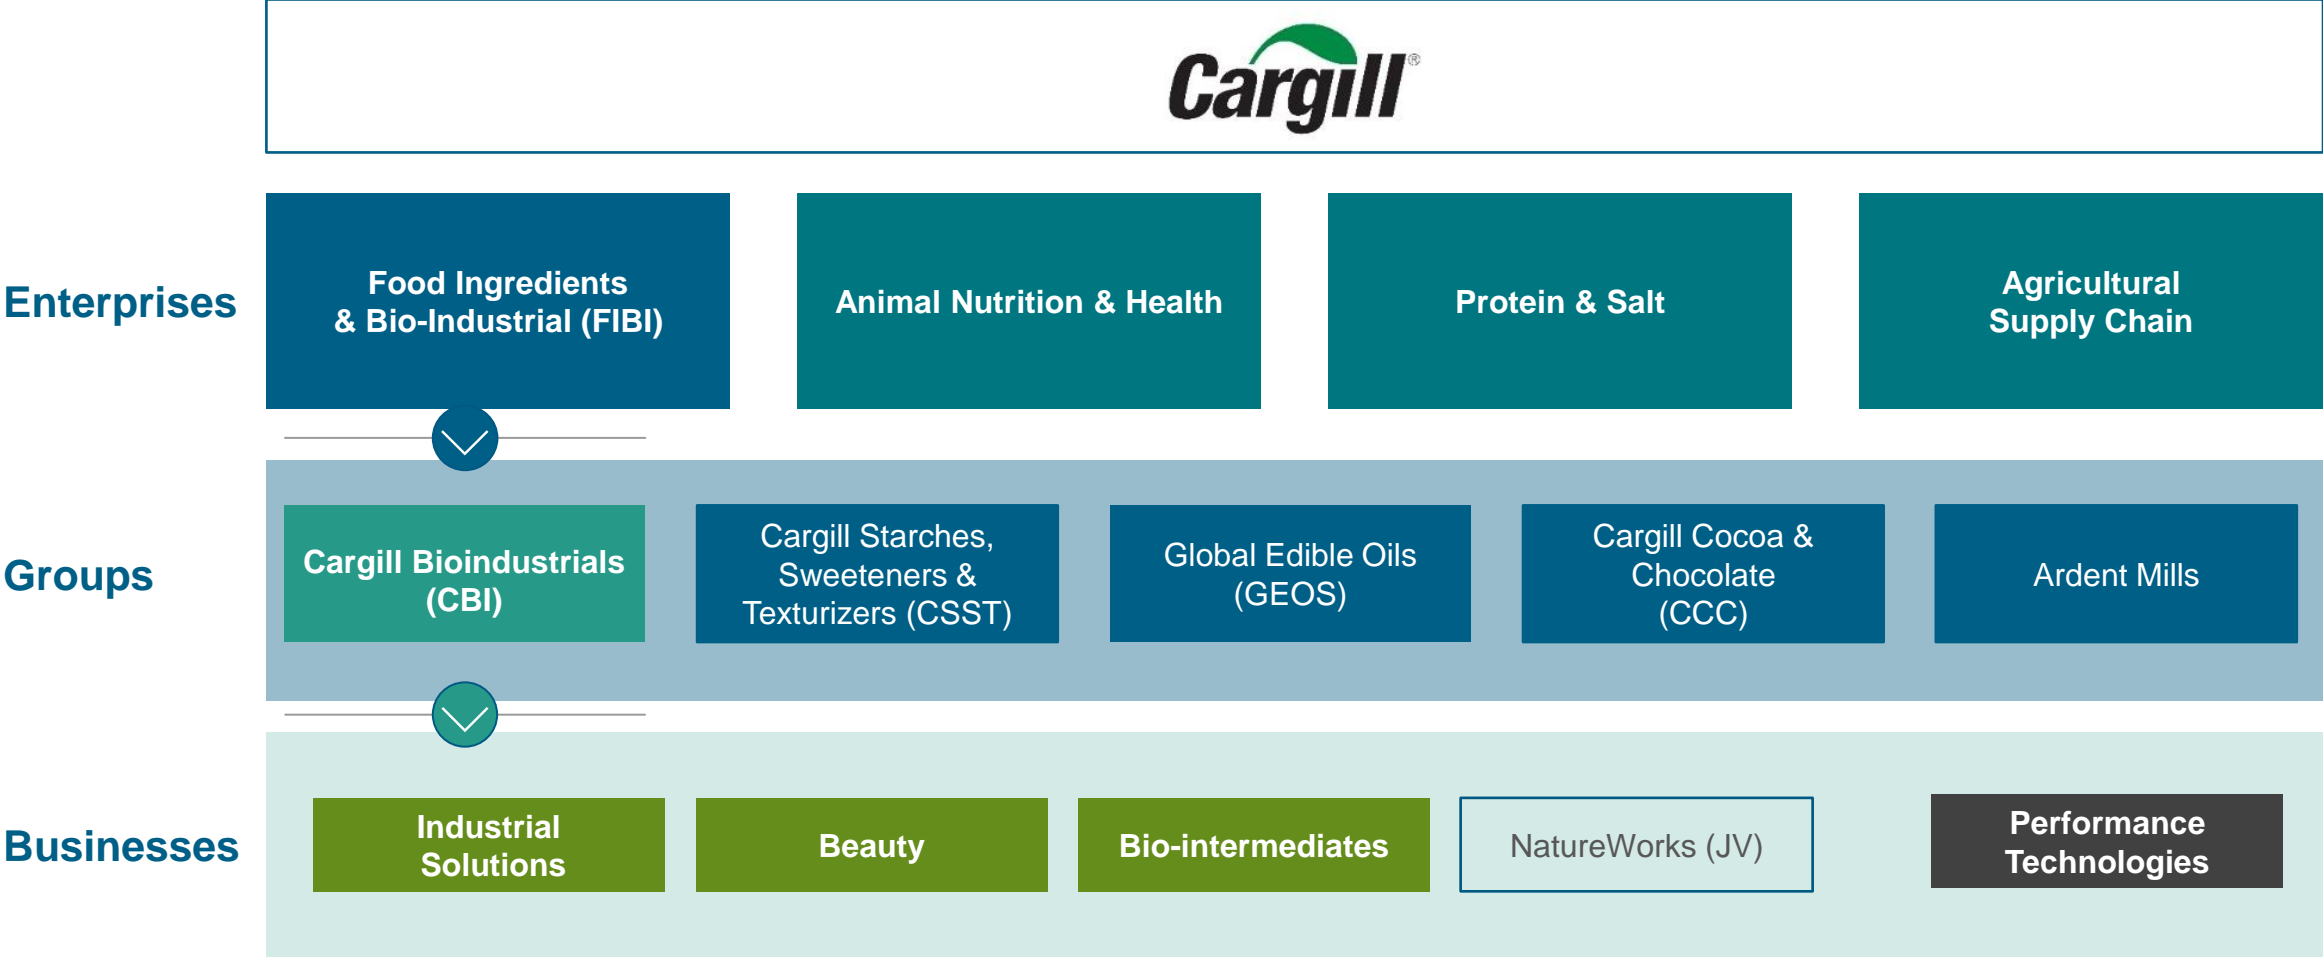 Cargill®
Enterprises
Food Ingredients
& Bio-Industrial (FIBI)
Animal Nutrition & Health
Protein & Salt
Agricultural
Supply Chain
Groups
Cargill Bioindustrials
(CBI)
Cargill Starches,
Sweeteners &
Texturizers (CSST)
Global Edible Oils
(GEOS)
Cargill Cocoa &
Chocolate
(CCC)
Ardent Mills
Businesses
Industrial
Solutions
Beauty
Bio-intermediates
NatureWorks (JV)
Performance
Technologies